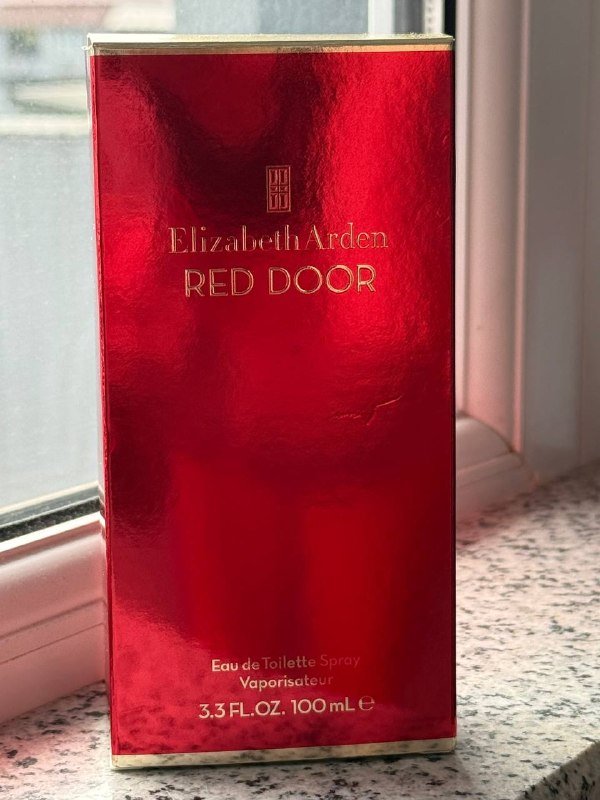 Elizabeth Arden
RED DOOR
Eau de Toilette Spray
Vaporisateur
3.3 FL.OZ. 100 mL ℮